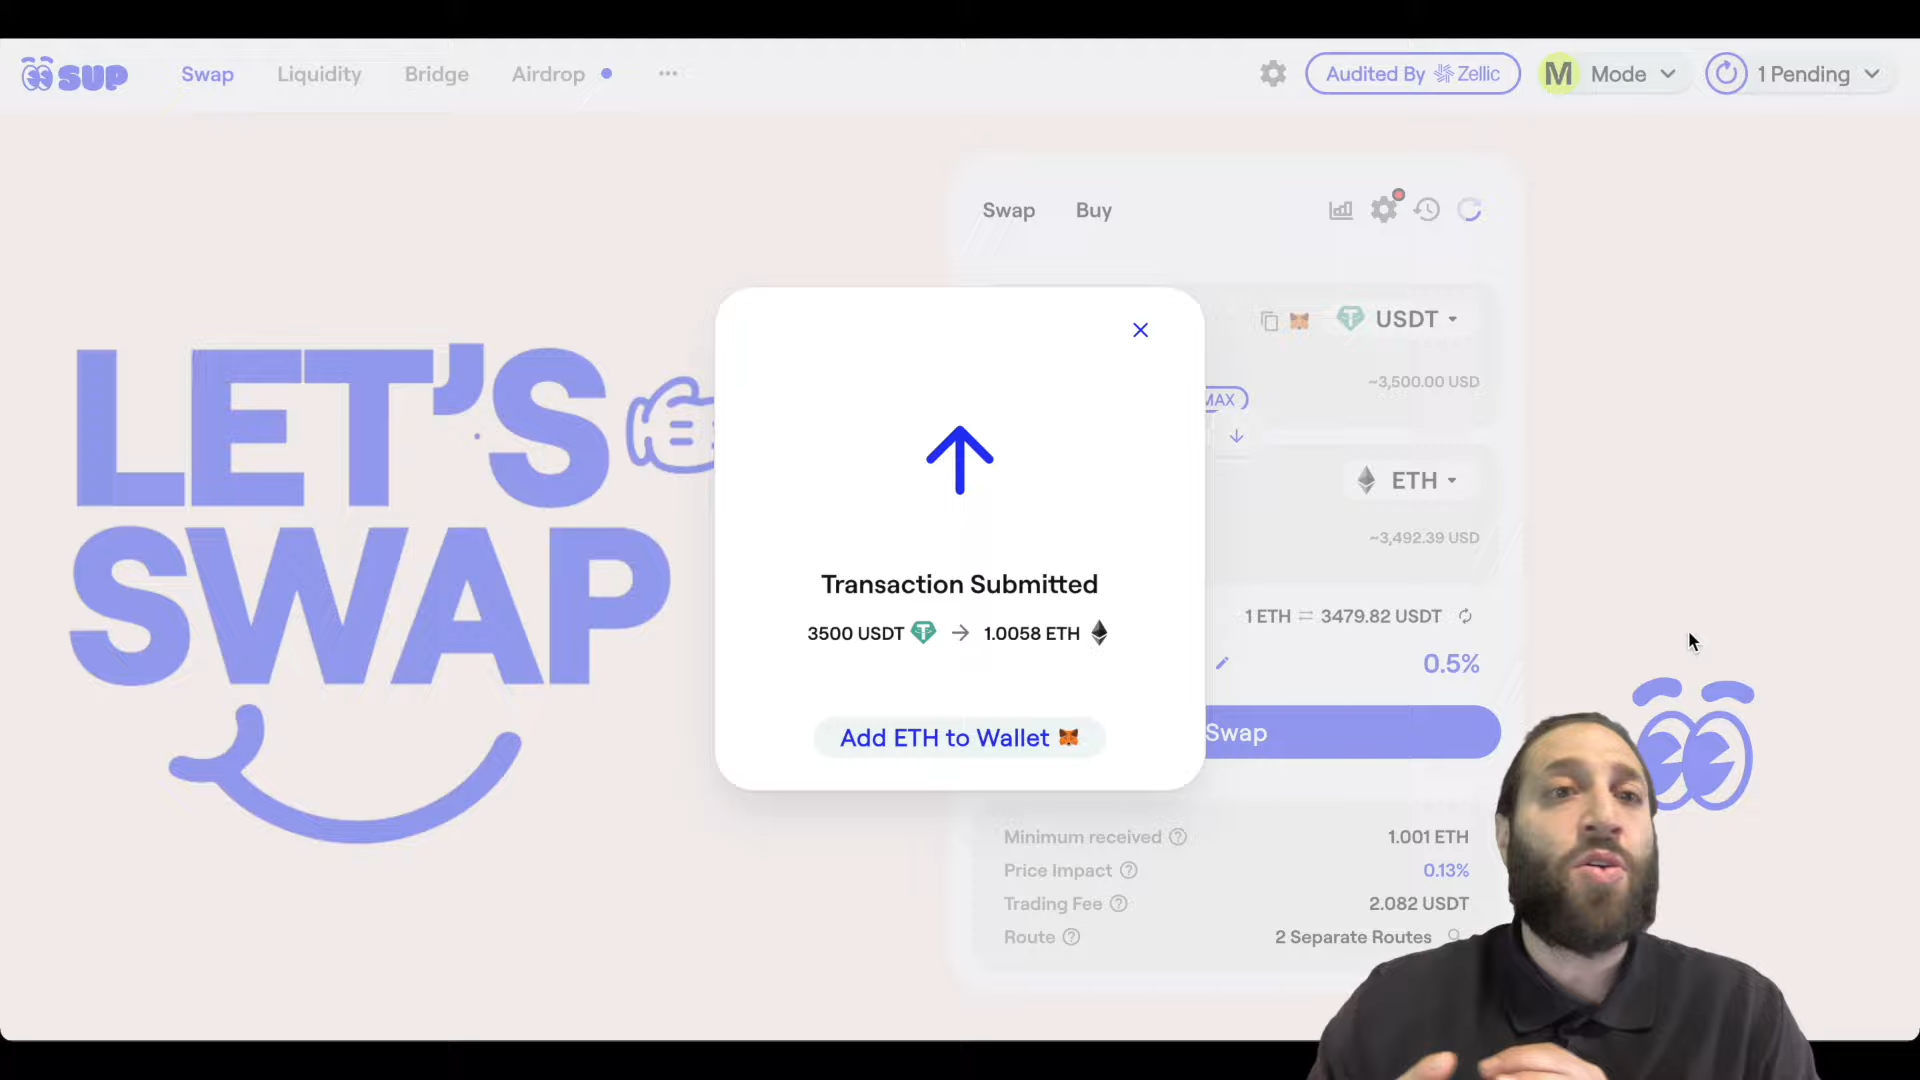 SUP
Swap
Liquidity
Bridge
Airdrop
Audited By Zellic
M Mode
1 Pending
Swap
Buy
USDT
~3,500.00 USD
MAX
ETH
~3,492.39 USD
1 ETH = 3479.82 USDT
0.5%
Swap
LET'S
SWAP
Transaction Submitted
3500 USDT → 1.0058 ETH
Add ETH to Wallet
Minimum received 1.001 ETH
Price Impact 0.13%
Trading Fee 2.082 USDT
Route 2 Separate Routes